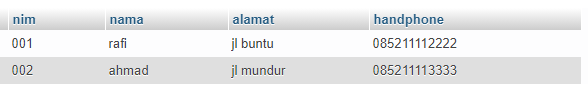 nim nama alamat handphone
001 rafi jl buntu 085211112222
002 ahmad jl mundur 085211113333